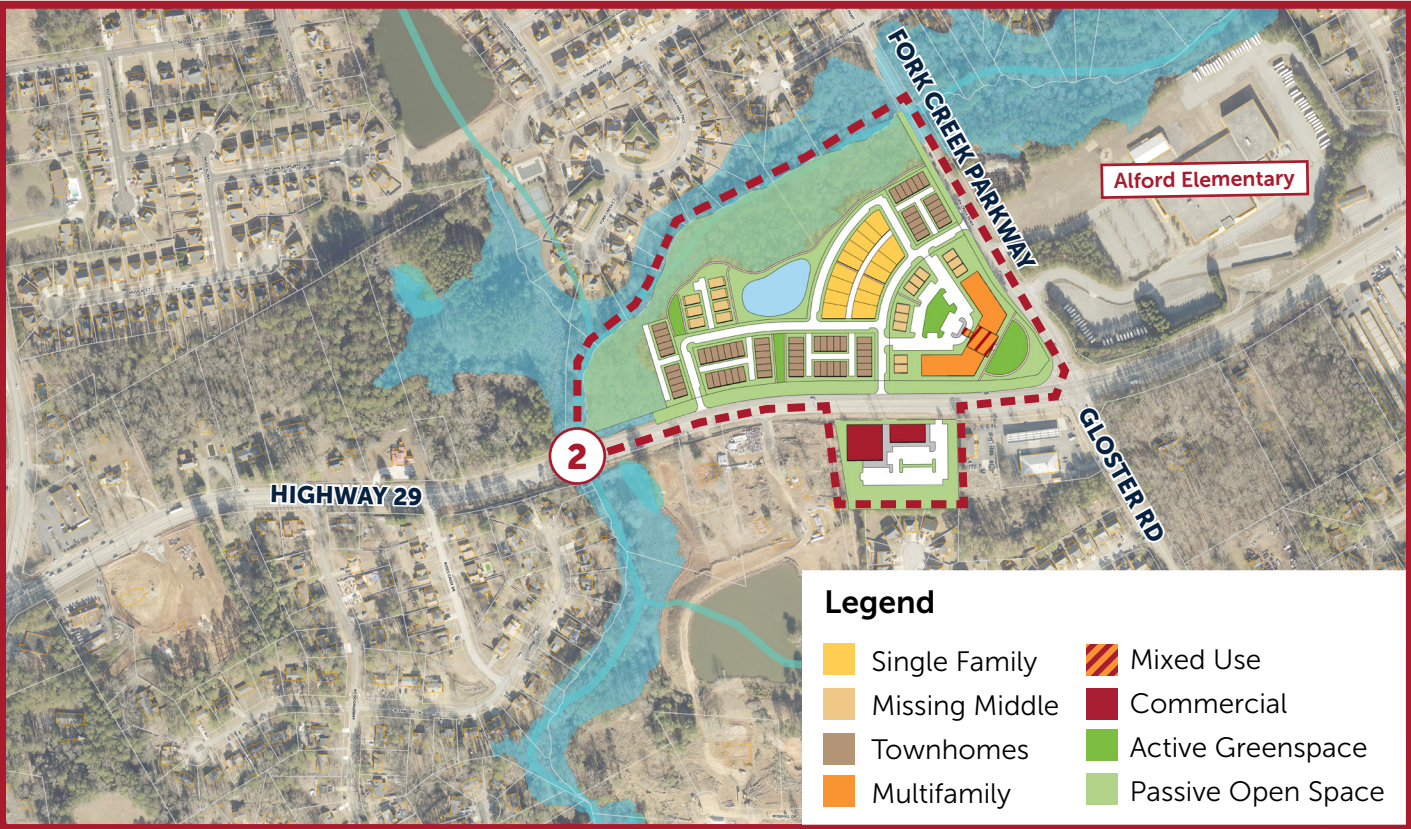 FORK CREEK PARKWAY
Alford Elementary
2
HIGHWAY 29
GLOSTER RD
Legend
Single Family
Missing Middle
Townhomes
Multifamily
Mixed Use
Commercial
Active Greenspace
Passive Open Space